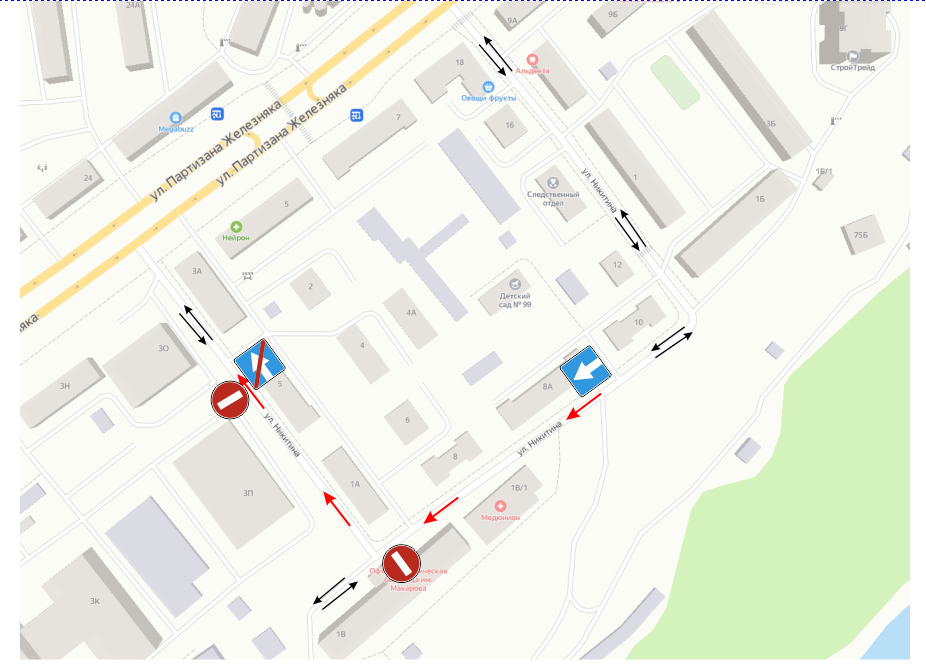 24А
9А
9Б
9Г
СтройТрейд
18
Альдента
Овощи фрукты
Megabuzz
7
16
3Б
ул. Партизана Железняка
ул. Партизана Железняка
24
1
1Б/1
Следственный
отдел
ул. Никитина
1Б
5
Нейрон
75Б
3А
12
2
Детский
сад № 99
4А
яка
10
3О
4
3Н
5
8А
6
ул. Никитина
ул. Никитина
8
1А
3П
1В/1
Медюнион
Макарова
3К
1В